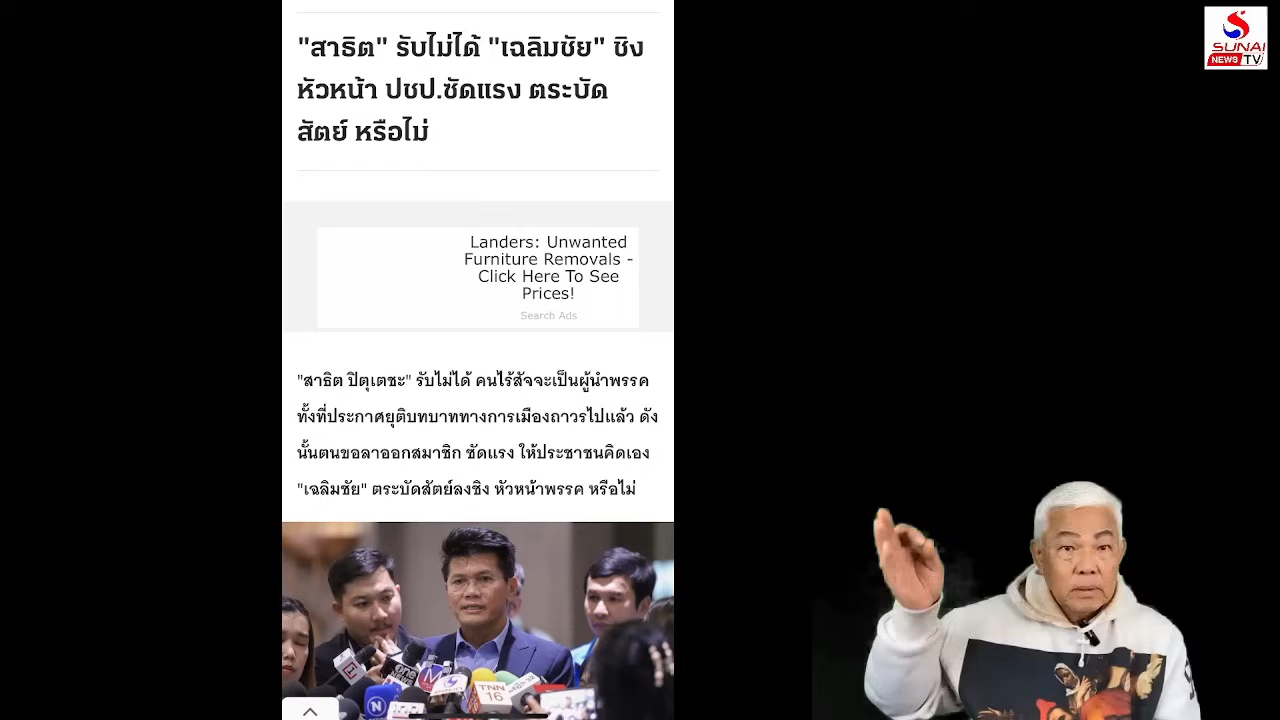 "สาธิต" รับไม่ได้ "เฉลิมชัย" ชิง
หัวหน้า ปชป.ซัดแรง ตระบัด
สัตย์ หรือไม่
Landers: Unwanted
Furniture Removals -
Click Here To See
Prices!
Search Ads
"สาธิต ปิตุเตชะ" รับไม่ได้ คนไร้สัจจะเป็นผู้นำพรรค
ทั้งที่ประกาศยุติบทบาททางการเมืองถาวรไปแล้ว ดัง
นั้นตนขอลาออกสมาชิก ซัดแรง ให้ประชาชนคิดเอง
"เฉลิมชัย" ตระบัดสัตย์ลงชิง หัวหน้าพรรค หรือไม่
SUNAI
NEWS TV
one
NEWS
M
N
TNN
16